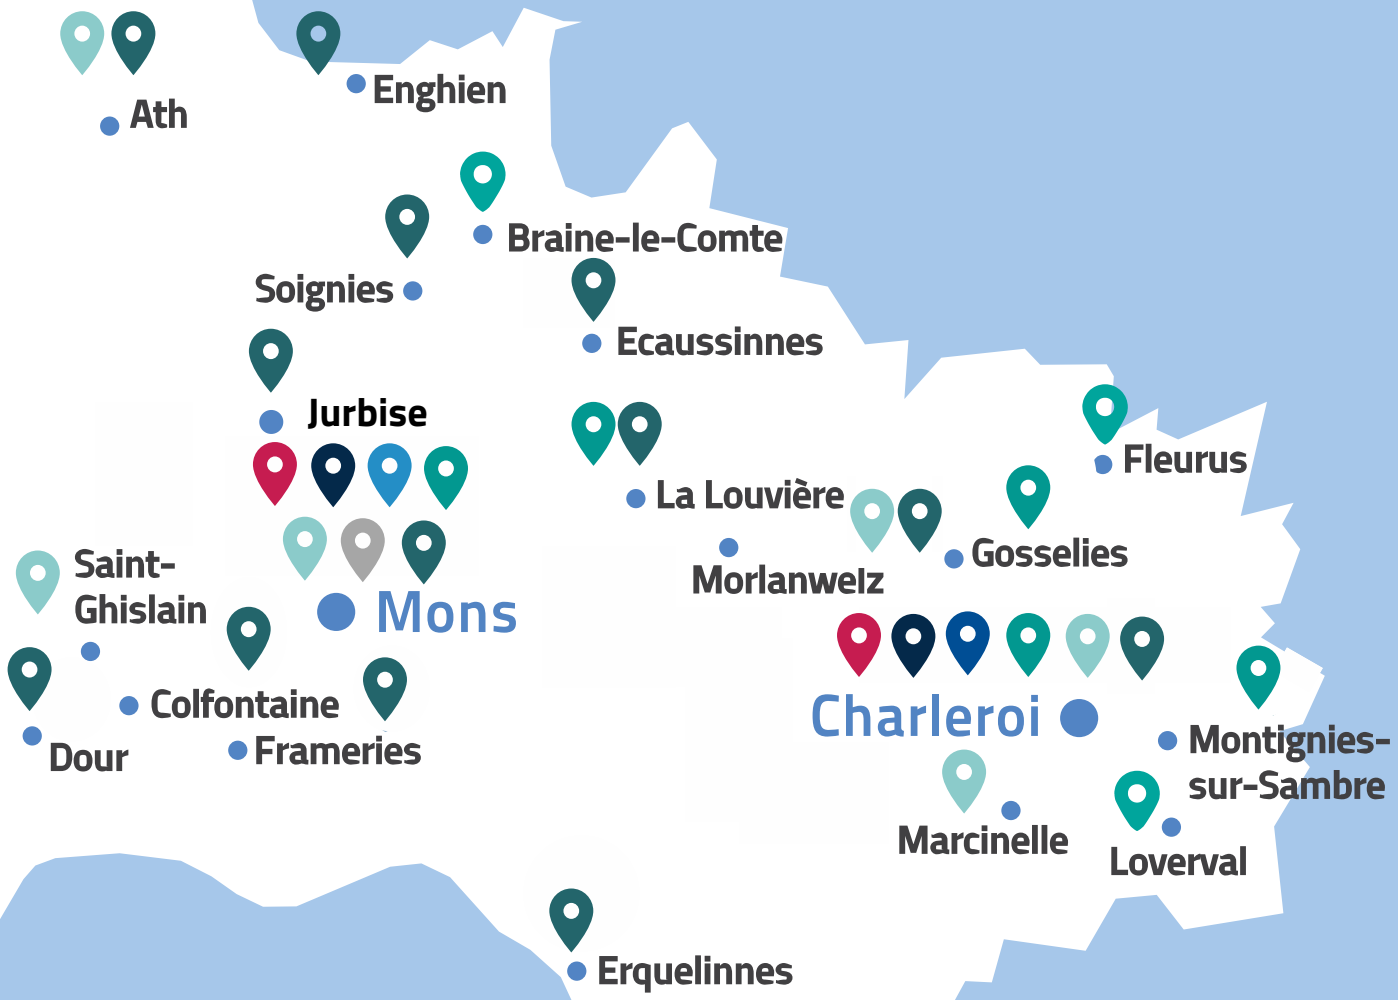 Enghien
Ath
Braine-le-Comte
Soignies
Ecaussinnes
Jurbise
Fleurus
La Louvière
Gosselies
Saint-
Ghislain
Morlanwelz
Mons
Colfontaine
Charleroi
Frameries
Dour
Montignies-
sur-Sambre
Marcinelle
Loverval
Erquelinnes